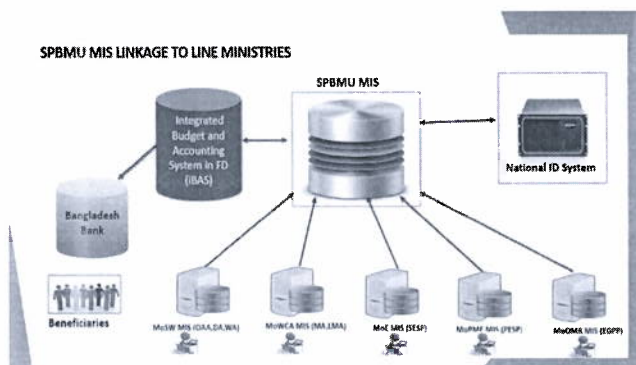 SPBMU MIS LINKAGE TO LINE MINISTRIES
SPBMU MIS
Integrated
Budget and
Accounting
System in FD
(iBAS)
National ID System
Bangladesh
Bank
Beneficiaries
MoSW MIS (OAA,DA,WA)
MoWCA MIS (MA,LMA)
MoE MIS (SESP)
MIS (PESP)
MoDMR MIS (EGPP)